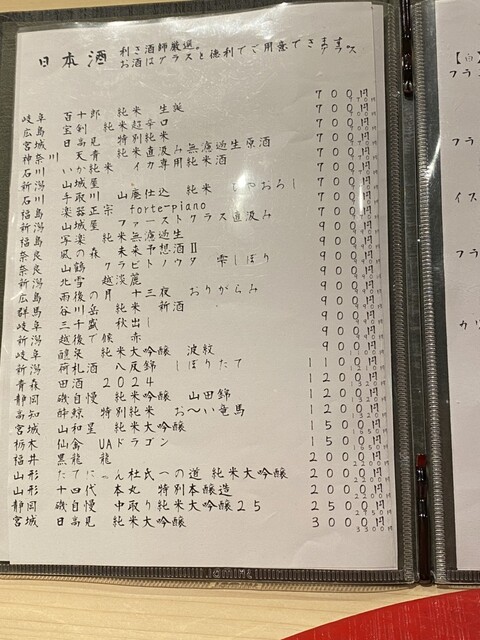 日本酒 利き酒師厳選。
お酒はグラスと徳利でご用意できます
グラス
岐阜 百十郎 純米 生誕 700円
広島 宝剣 純米超辛口 700円
宮城 日高見 特別純米 700円
神奈川 天青 純米直汲み無濾過生原酒 700円
石川 いか純米 イカ専用純米酒 700円
新潟 山城屋 700円
石川 手取川 山廃仕込 純米 ひやおろし 700円
福島 楽器正宗 forte-piano 700円
新潟 山城屋 ファーストクラス直汲み 900円
福島 写楽 純米無濾過生 900円
奈良 風の森 未来予想酒Ⅱ 900円
奈良 山鶴 クラビトノウタ 雫しぼり 900円
新潟 北雪 越淡麗 900円
広島 雨後の月 十三夜 おりがらみ 900円
群馬 谷川岳 純米 新酒 900円
岐阜 三千盛 秋出し 900円
新潟 越後で候 赤 900円
岐阜 醴泉 純米大吟醸 波紋 900円
新潟 荷札酒 八反錦 しぼりたて 1100円
青森 田酒 2024 1200円
静岡 磯自慢 純米吟醸 山田錦 1200円
高知 酔鯨 特別純米 お〜い竜馬 1200円
宮城 山和星 純米大吟醸 1500円
栃木 仙禽 UAドラゴン 1500円
福井 黒龍 龍 2000円
山形 杜氏への道 純米大吟醸 2000円
山形 十四代 本丸 特別本醸造 2000円
静岡 磯自慢 中取り純米大吟醸25 2500円
宮城 日高見 純米大吟醸 3000円
【白】
フラ
フラ
イス
フラ
カリ